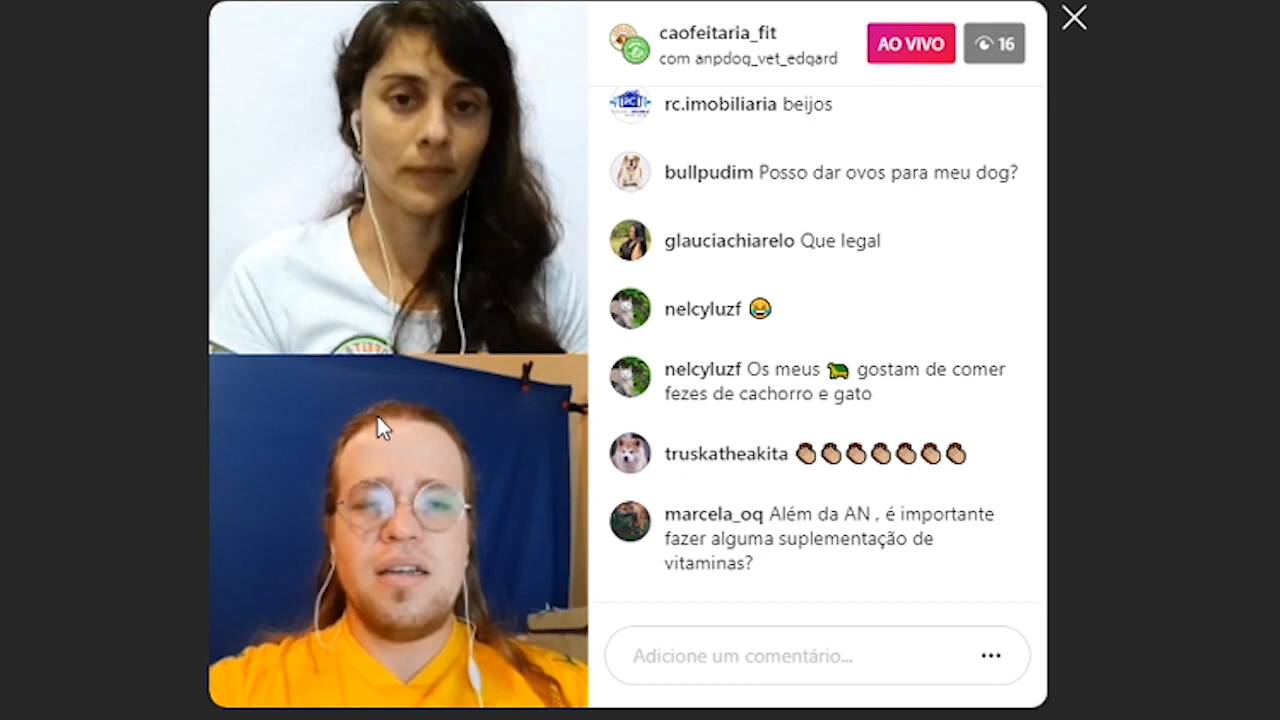 caofeitaria_fit
com anpdog_vet_edgard
AO VIVO
16
rc.imobiliaria beijos
bullpudim Posso dar ovos para meu dog?
glauciachiarelo Que legal
nelcyluzf 😂
nelcyluzf Os meus 🐢 gostam de comer
fezes de cachorro e gato
truskatheakita 👏🏼👏🏼👏🏼👏🏼👏🏼👏🏼👏🏼
marcela_oq Além da AN , é importante
fazer alguma suplementação de
vitaminas?
Adicione um comentário...